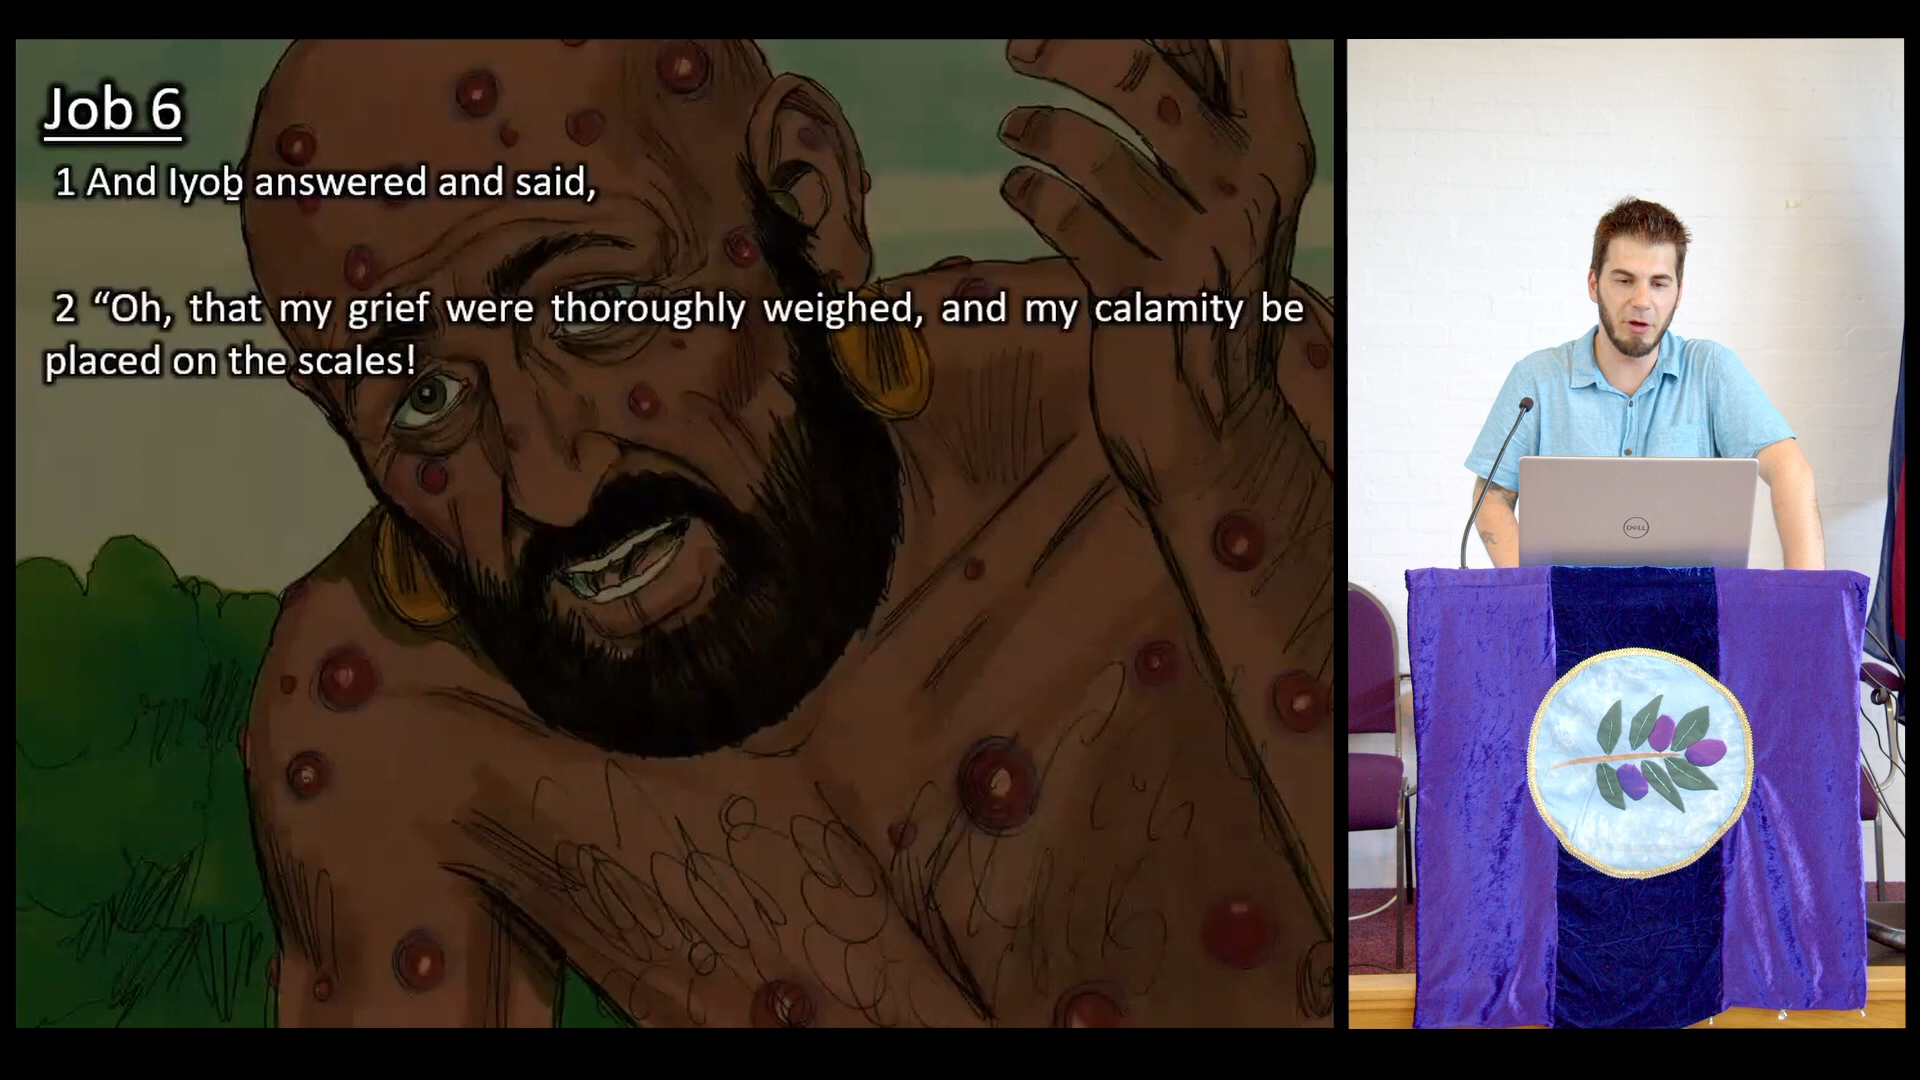 Job 6
1 And Iyoḇ answered and said,
2 “Oh, that my grief were thoroughly weighed, and my calamity be
placed on the scales!
DELL